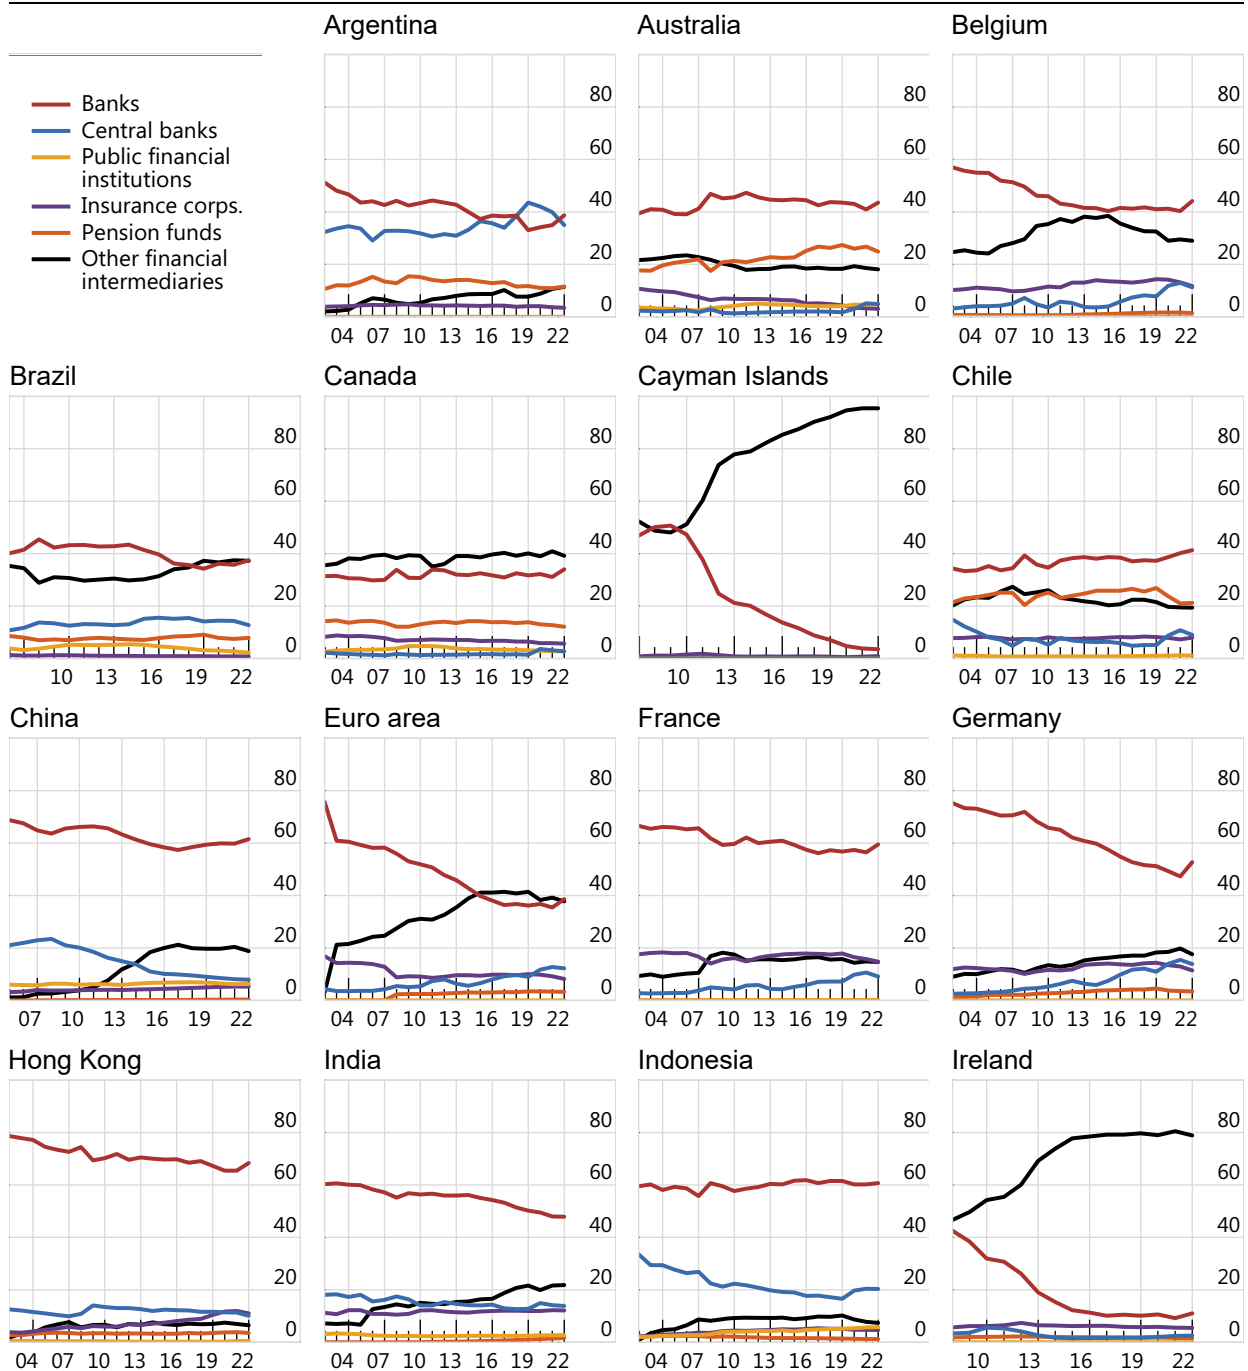 Argentina
Australia
Belgium
Banks
Central banks
Public financial
institutions
Insurance corps.
Pension funds
Other financial
intermediaries
80
60
40
20
0
04 07 10 13 16 19 22
80
60
40
20
0
04 07 10 13 16 19 22
80
60
40
20
0
04 07 10 13 16 19 22
Brazil
Canada
Cayman Islands
Chile
80
60
40
20
0
10 13 16 19 22
80
60
40
20
0
04 07 10 13 16 19 22
80
60
40
20
0
10 13 16 19 22
80
60
40
20
0
04 07 10 13 16 19 22
China
Euro area
France
Germany
80
60
40
20
0
07 10 13 16 19 22
80
60
40
20
0
04 07 10 13 16 19 22
80
60
40
20
0
04 07 10 13 16 19 22
80
60
40
20
0
04 07 10 13 16 19 22
Hong Kong
India
Indonesia
Ireland
80
60
40
20
0
04 07 10 13 16 19 22
80
60
40
20
0
04 07 10 13 16 19 22
80
60
40
20
0
04 07 10 13 16 19 22
80
60
40
20
0
10 13 16 19 22